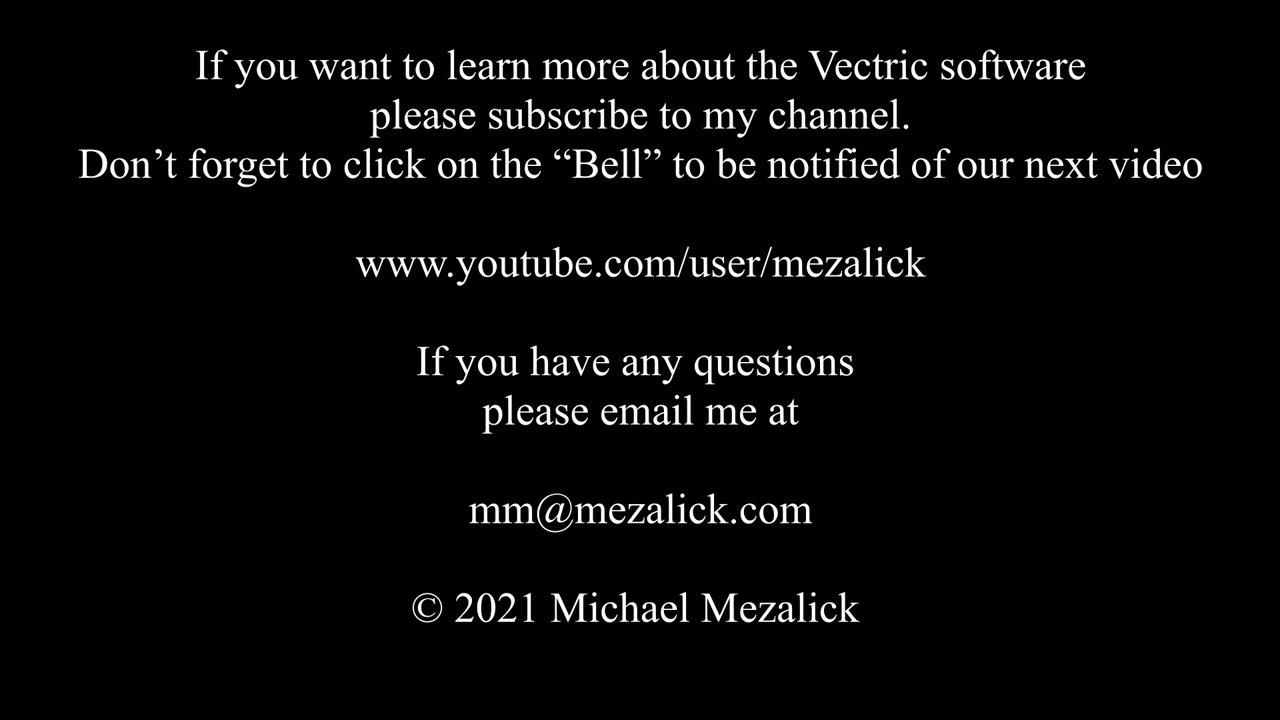 If you want to learn more about the Vectric software
please subscribe to my channel.
Don’t forget to click on the “Bell” to be notified of our next video
www.youtube.com/user/mezalick
If you have any questions
please email me at
mm@mezalick.com
© 2021 Michael Mezalick